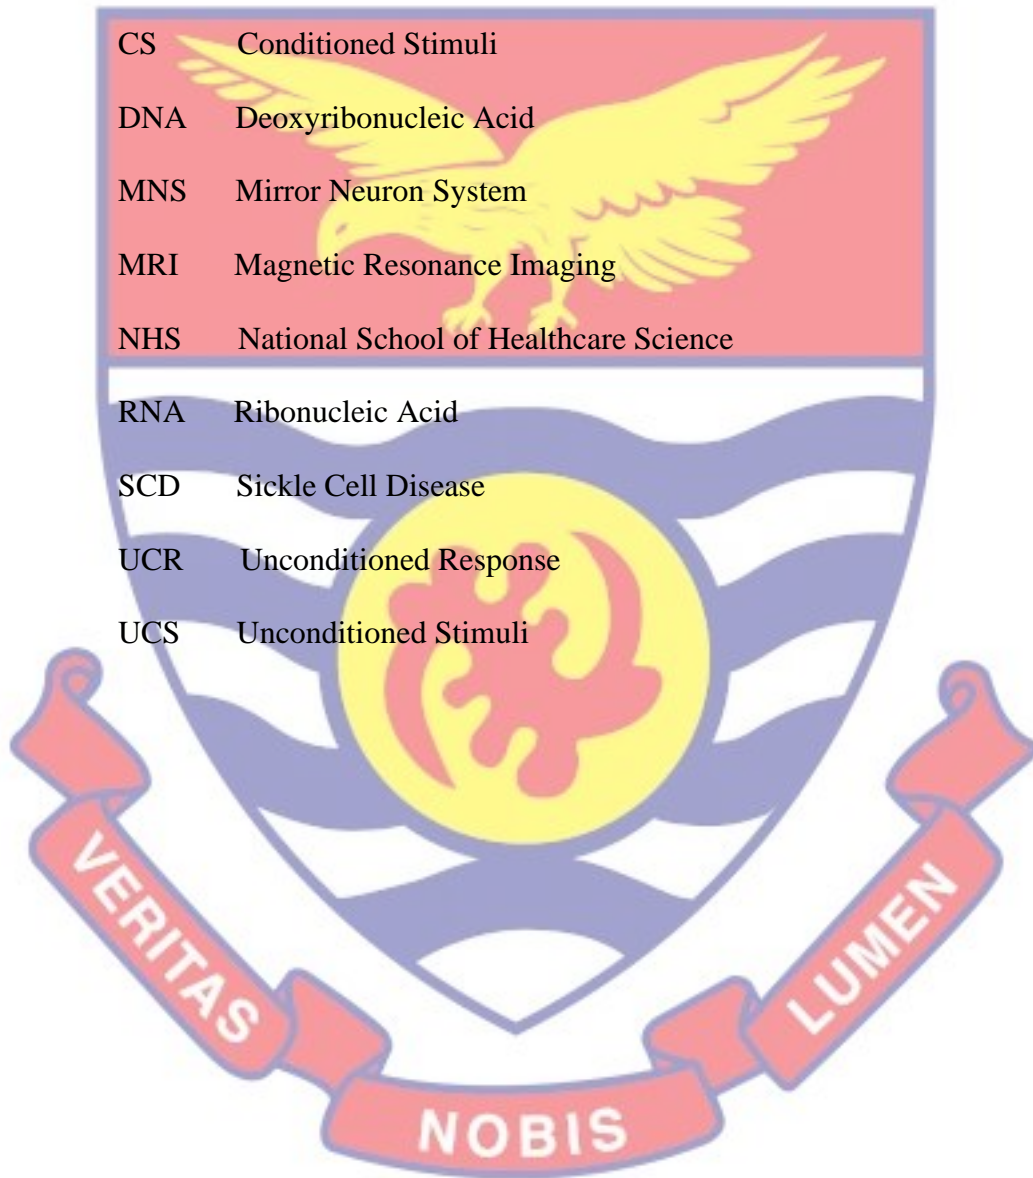 CS Conditioned Stimuli
DNA Deoxyribonucleic Acid
MNS Mirror Neuron System
MRI Magnetic Resonance Imaging
NHS National School of Healthcare Science
RNA Ribonucleic Acid
SCD Sickle Cell Disease
UCR Unconditioned Response
UCS Unconditioned Stimuli
VERITAS
NOBIS
LUMEN